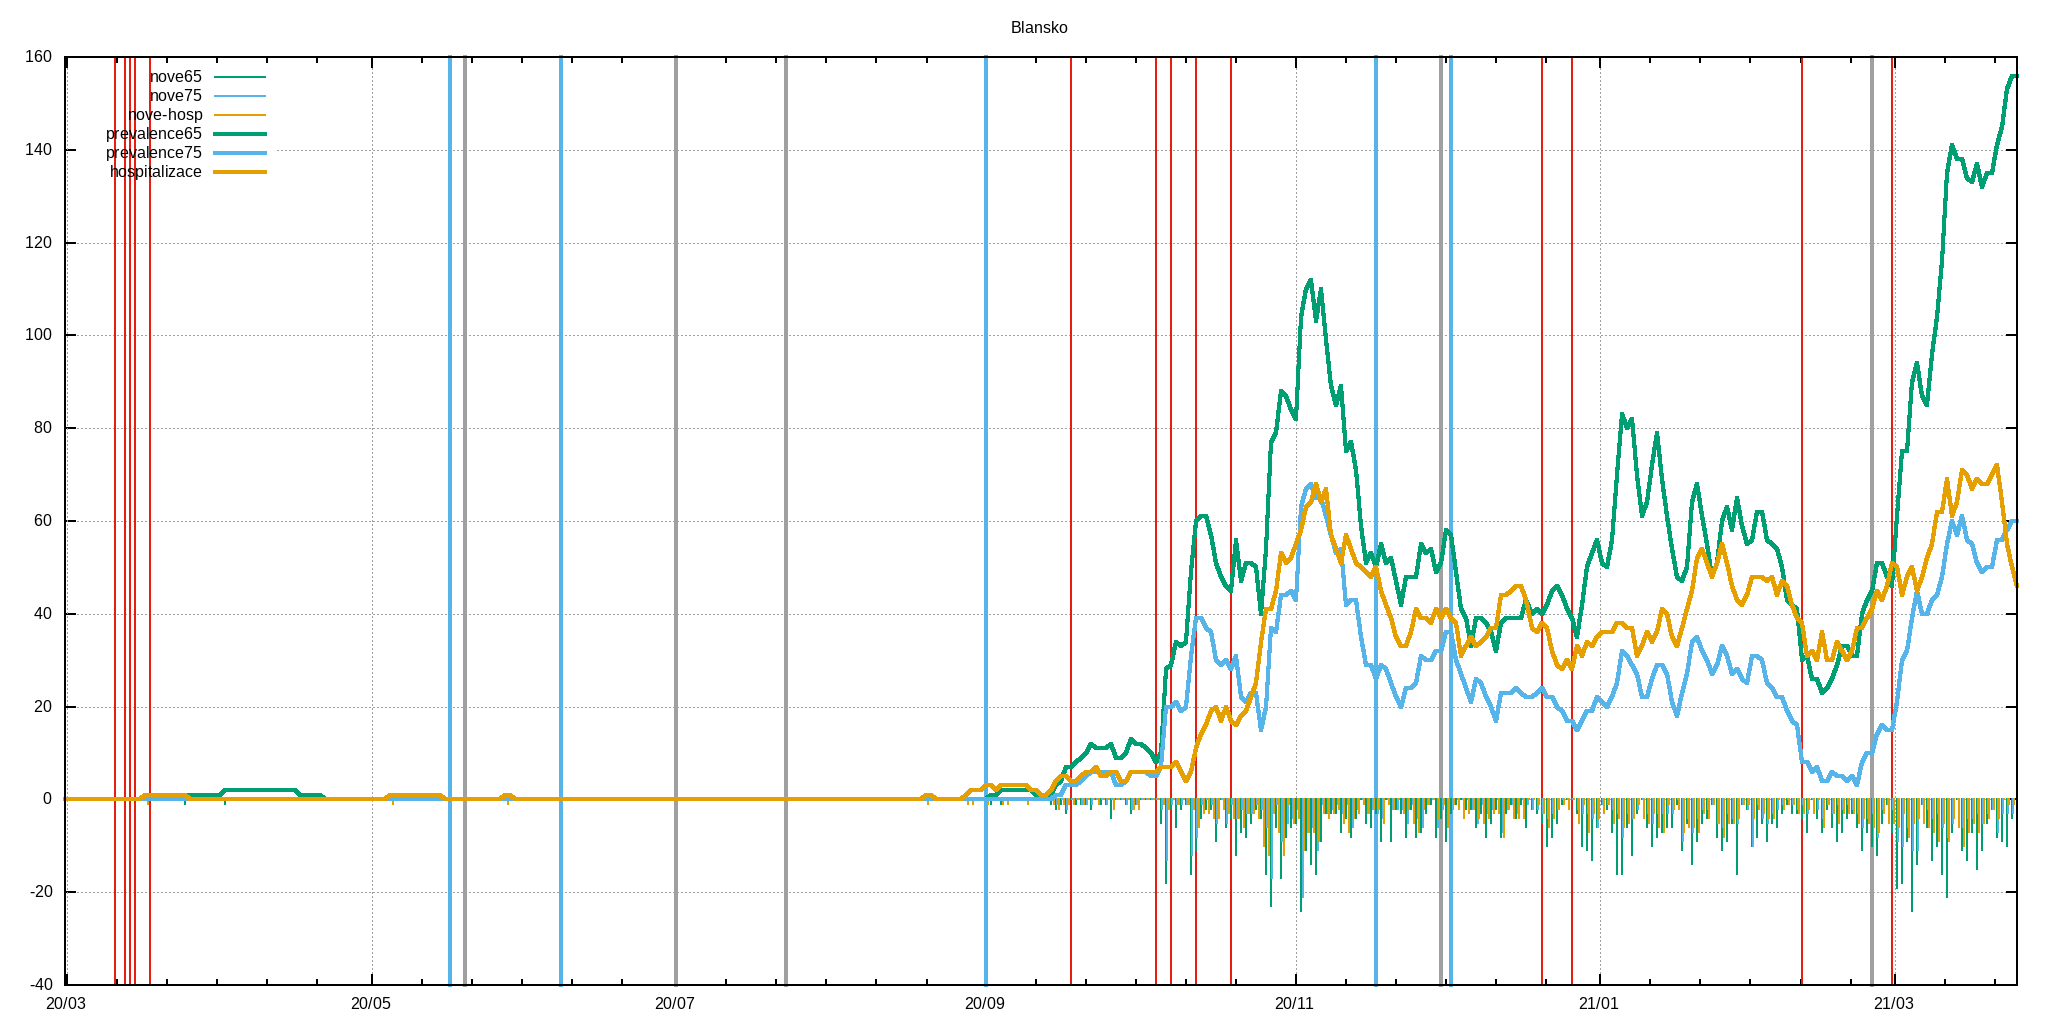 Blansko
160
140
120
100
80
60
40
20
0
-20
-40
nove65
nove75
nove-hosp
prevalence65
prevalence75
hospitalizace
20/03 20/05 20/07 20/09 20/11 21/01 21/03